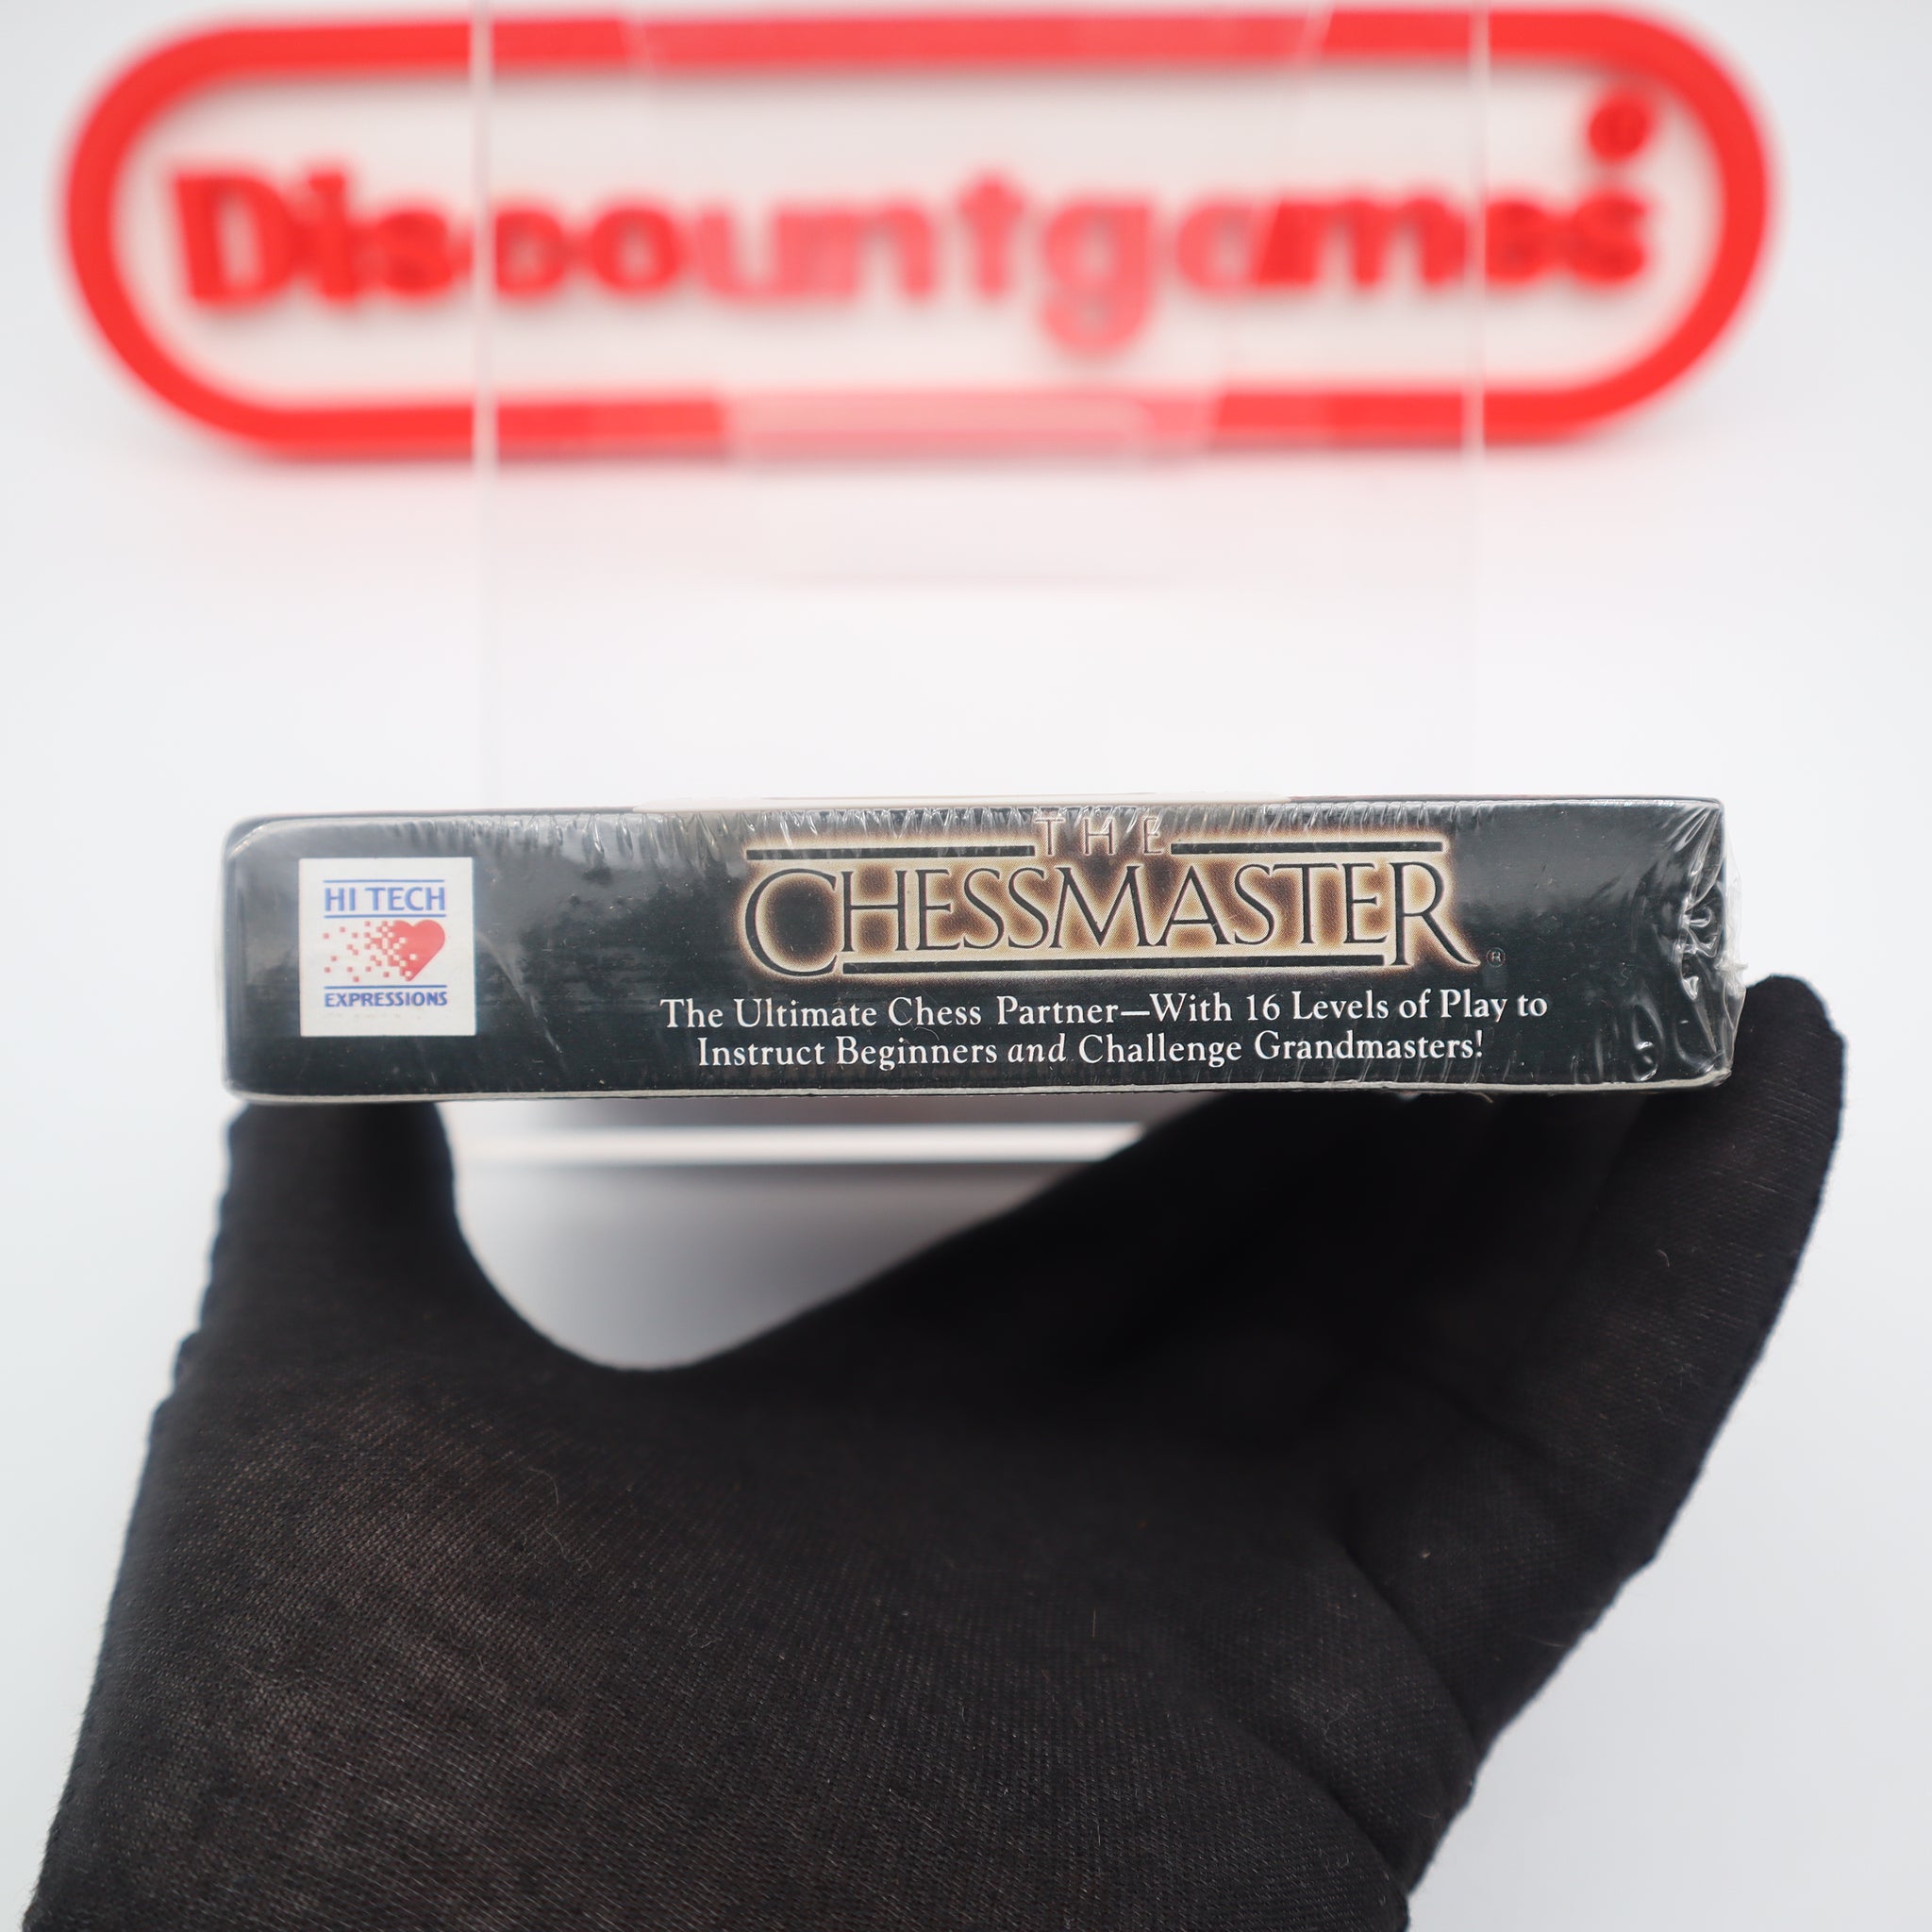 Discountgames
HI TECH
EXPRESSIONS
THE
CHESSMASTER®
The Ultimate Chess Partner—With 16 Levels of Play to
Instruct Beginners and Challenge Grandmasters!